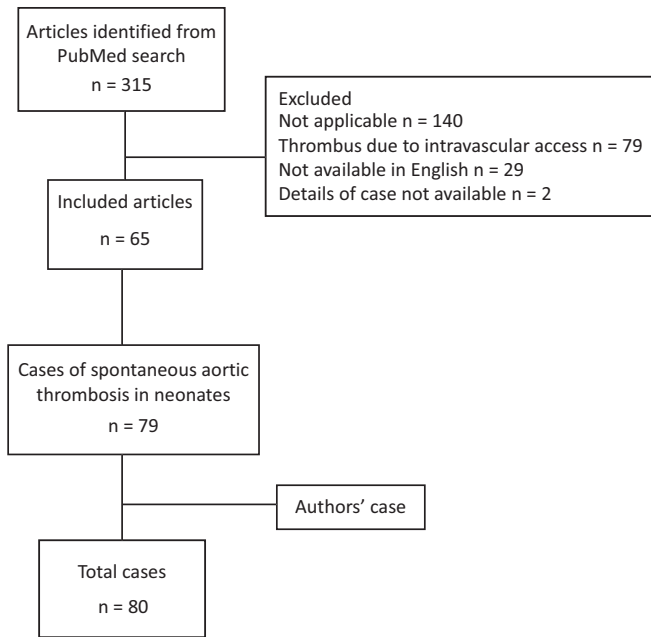 Articles identified from
PubMed search
n = 315
Excluded
Not applicable n = 140
Thrombus due to intravascular access n = 79
Not available in English n = 29
Details of case not available n = 2
Included articles
n = 65
Cases of spontaneous aortic
thrombosis in neonates
n = 79
Authors’ case
Total cases
n = 80